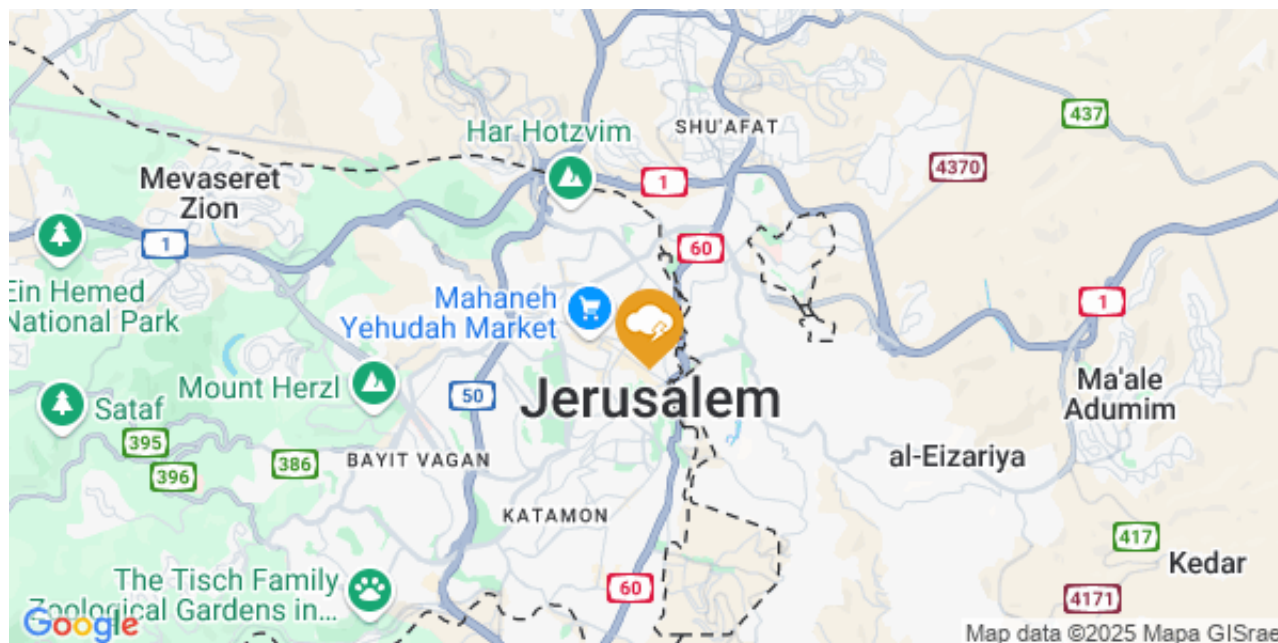 437
SHU'AFAT
Har Hotzvim
4370
Mevaseret
Zion
1
60
1
Ein Hemed
National Park
Mahaneh
Yehudah Market
1
Mount Herzl
50
Jerusalem
Ma'ale
Adumim
Sataf
395
396
386
BAYIT VAGAN
al-Eizariya
KATAMON
417
Kedar
The Tisch Family
Zoological Gardens in...
60
4171
Google
Map data ©2025 Mapa GISrae